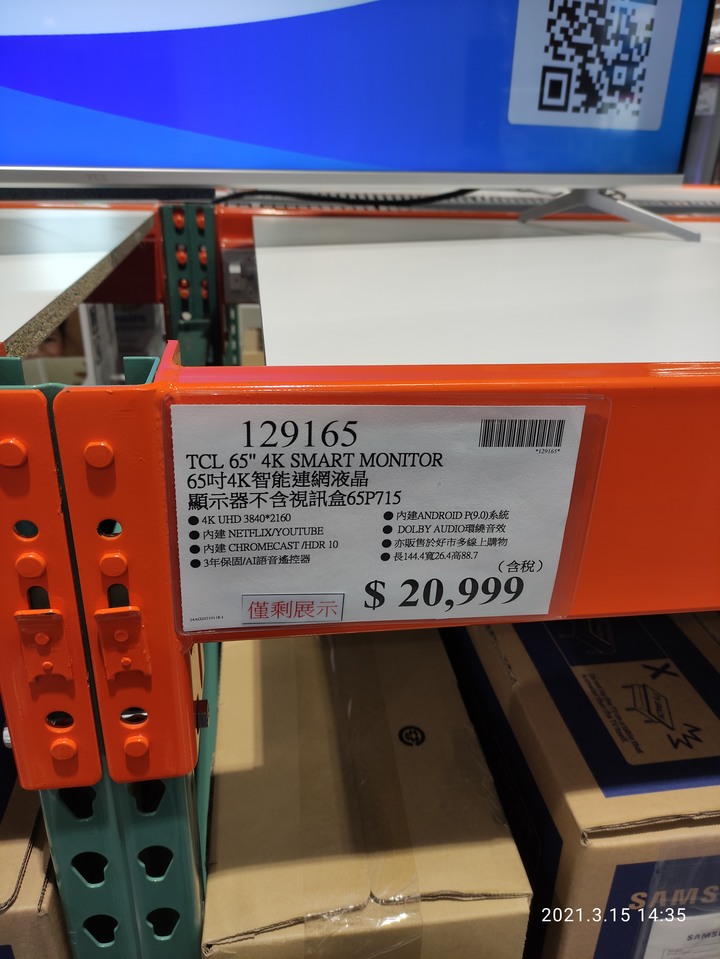 129165
*129165*
TCL 65" 4K SMART MONITOR
65吋4K智能連網液晶
顯示器不含視訊盒65P715
● 4K UHD 3840*2160
● 內建 NETFLIX/YOUTUBE
● 內建 CHROMECAST /HDR 10
● 3年保固/AI語音遙控器
● 內建ANDROID P(9.0)系統
● DOLBY AUDIO環繞音效
● 亦販售於好市多線上購物
● 長144.4寬26.4高88.7
(含稅)
僅剩展示
$ 20,999
SAMS
SAMSU
2021.3.15 14:35